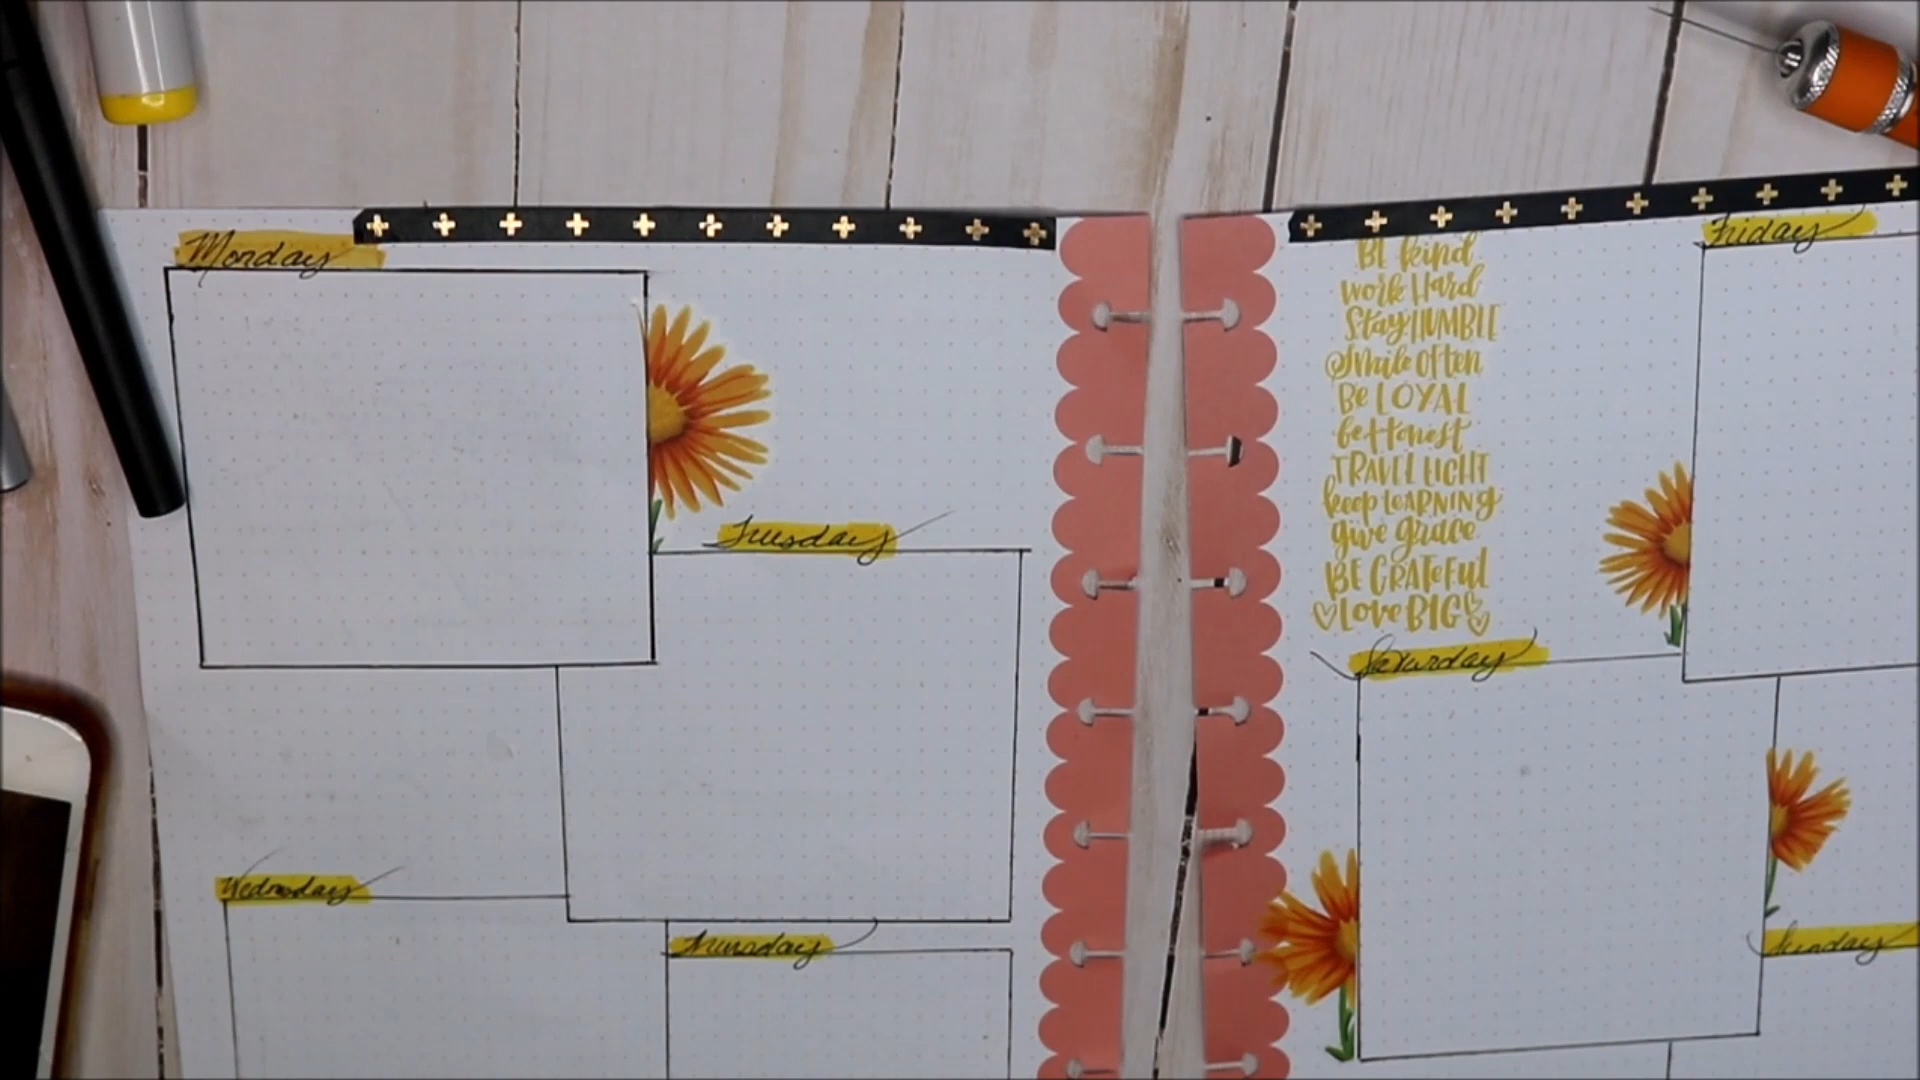 Monday
Tuesday
Wednesday
Thursday
BE kind
work Hard
Stay HUMBLE
Smile often
Be LOYAL
be Honest
TRAVEL LIGHT
keep LEARNING
give grace
BE GRATEFUL
Love BIG
Friday
Saturday
Sunday